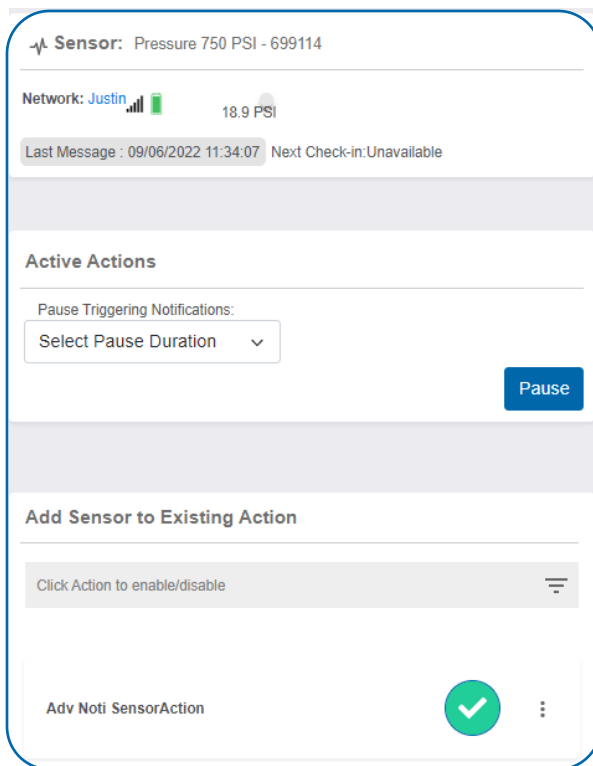 Sensor: Pressure 750 PSI - 699114
Network: Justin 18.9 PSI
Last Message : 09/06/2022 11:34:07 Next Check-in:Unavailable
Active Actions
Pause Triggering Notifications:
Select Pause Duration
Pause
Add Sensor to Existing Action
Click Action to enable/disable
Adv Noti SensorAction